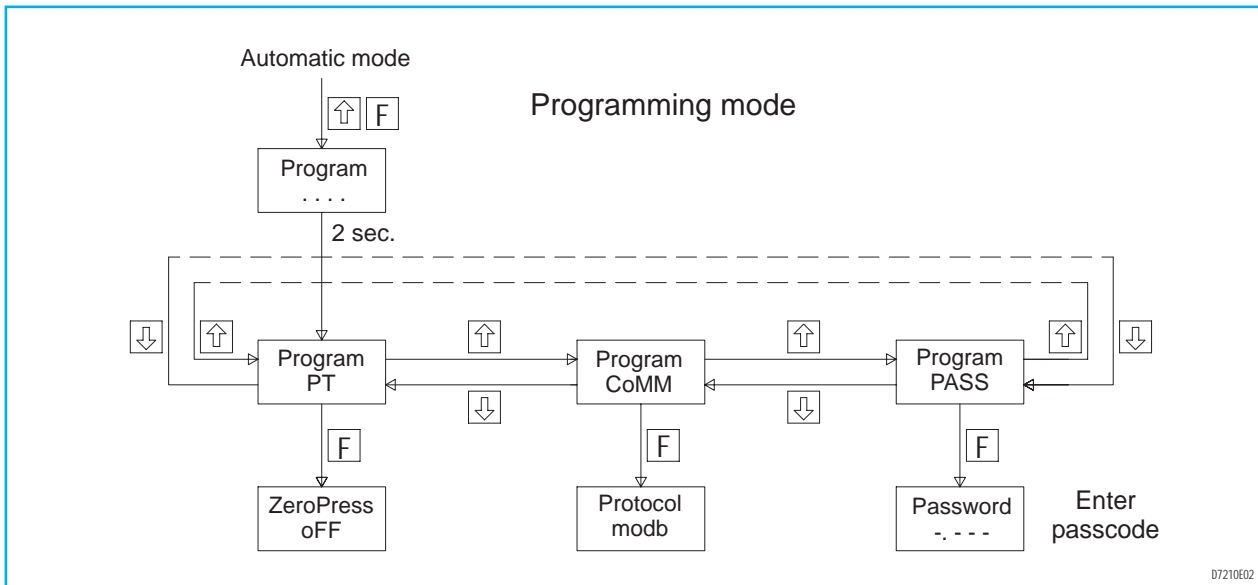 Automatic mode
Programming mode
F
Program
. . . .
2 sec.
Program
PT
Program
CoMM
Program
PASS
F
F
F
ZeroPress
oFF
Protocol
modb
Password
-. - - -
Enter
passcode
D7210E02